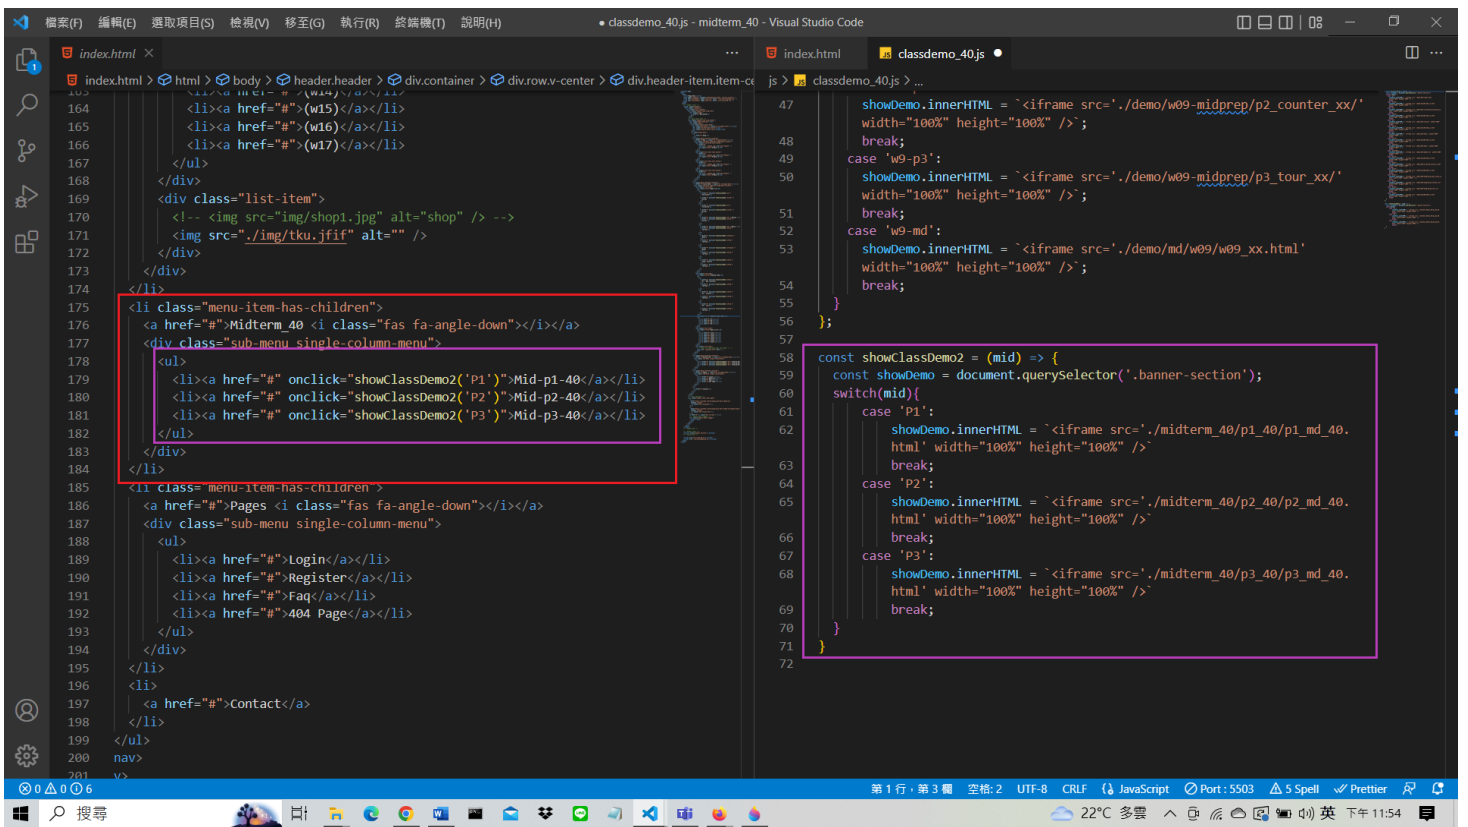 檔案(F) 編輯(E) 選取項目(S) 檢視(V) 移至(G) 執行(R) 終端機(T) 說明(H)
● classdemo_40.js - midterm_40 - Visual Studio Code
index.html
index.html > html > body > header.header > div.container > div.row.v-center > div.header-item.item-ce
163 <li><a href="#">(w14)</a></li>
164 <li><a href="#">(w15)</a></li>
165 <li><a href="#">(w16)</a></li>
166 <li><a href="#">(w17)</a></li>
167 </ul>
168 </div>
169 <div class="list-item">
170 <!-- <img src="img/shop1.jpg" alt="shop" /> -->
171 <img src="./img/tku.jfif" alt="" />
172 </div>
173 </div>
174 </li>
175 <li class="menu-item-has-children">
176 <a href="#">Midterm_40 <i class="fas fa-angle-down"></i></a>
177 <div class="sub-menu single-column-menu">
178 <ul>
179 <li><a href="#" onclick="showClassDemo2('P1')">Mid-p1-40</a></li>
180 <li><a href="#" onclick="showClassDemo2('P2')">Mid-p2-40</a></li>
181 <li><a href="#" onclick="showClassDemo2('P3')">Mid-p3-40</a></li>
182 </ul>
183 </div>
184 </li>
185 <li class="menu-item-has-children">
186 <a href="#">Pages <i class="fas fa-angle-down"></i></a>
187 <div class="sub-menu single-column-menu">
188 <ul>
189 <li><a href="#">Login</a></li>
190 <li><a href="#">Register</a></li>
191 <li><a href="#">Faq</a></li>
192 <li><a href="#">404 Page</a></li>
193 </ul>
194 </div>
195 </li>
196 <li>
197 <a href="#">Contact</a>
198 </li>
199 </ul>
200 nav>
201 v>
index.html JS classdemo_40.js ●
js > JS classdemo_40.js > ...
47 showDemo.innerHTML = `<iframe src='./demo/w09-midprep/p2_counter_xx/'
width="100%" height="100%" />`;
48 break;
49 case 'w9-p3':
50 showDemo.innerHTML = `<iframe src='./demo/w09-midprep/p3_tour_xx/'
width="100%" height="100%" />`;
51 break;
52 case 'w9-md':
53 showDemo.innerHTML = `<iframe src='./demo/md/w09/w09_xx.html'
width="100%" height="100%" />`;
54 break;
55 }
56 };
57
58 const showClassDemo2 = (mid) => {
59 const showDemo = document.querySelector('.banner-section');
60 switch(mid){
61 case 'P1':
62 showDemo.innerHTML = `<iframe src='./midterm_40/p1_40/p1_md_40.
html' width="100%" height="100%" />`
63 break;
64 case 'P2':
65 showDemo.innerHTML = `<iframe src='./midterm_40/p2_40/p2_md_40.
html' width="100%" height="100%" />`
66 break;
67 case 'P3':
68 showDemo.innerHTML = `<iframe src='./midterm_40/p3_40/p3_md_40.
html' width="100%" height="100%" />`
69 break;
70 }
71 }
72
0 0 6
第 1 行，第 3 欄 空格: 2 UTF-8 CRLF JavaScript Port : 5503 5 Spell Prettier
搜尋
22°C 多雲 英 下午 11:54